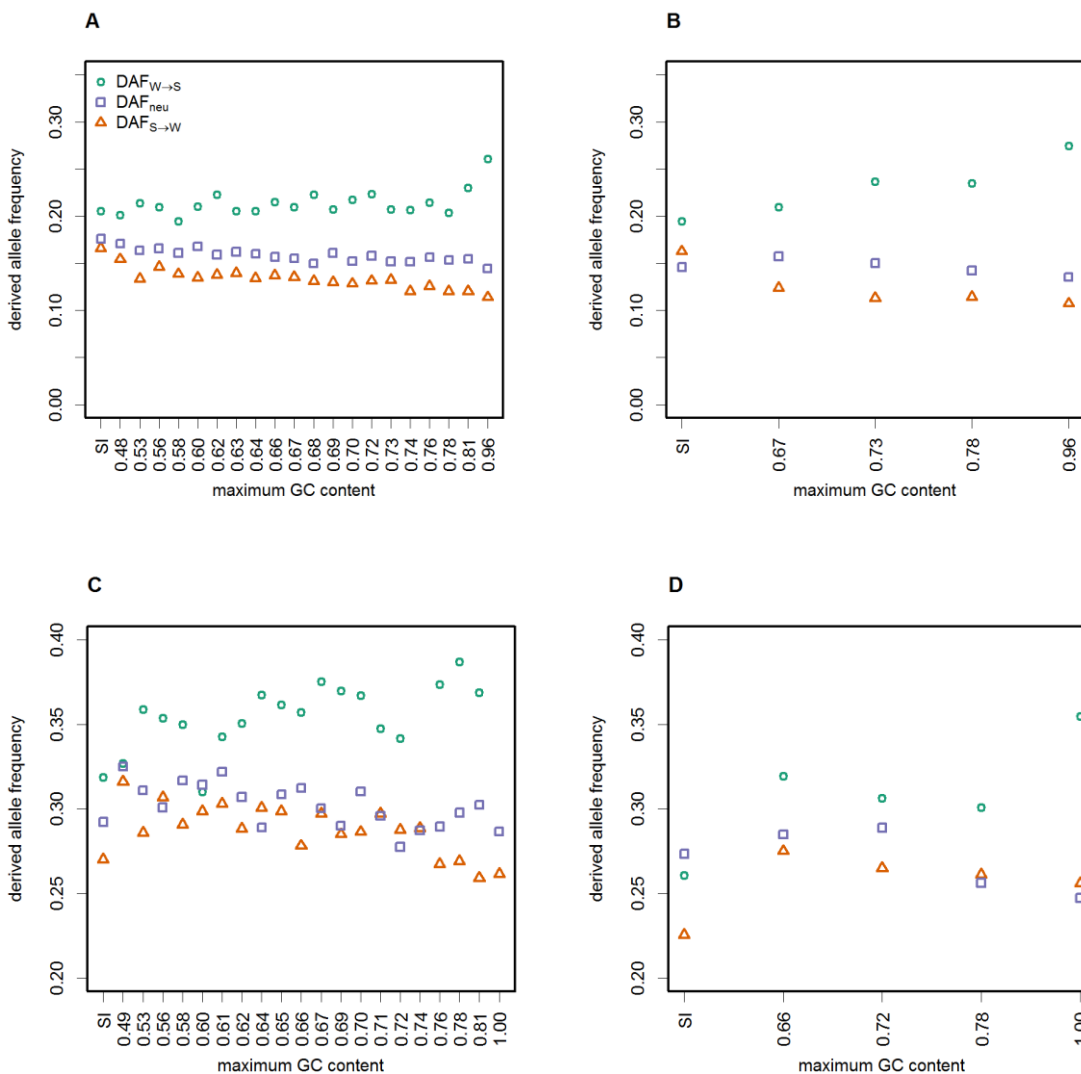 A
DAFW→S
DAFneu
DAFS→W
derived allele frequency
0.00 0.10 0.20 0.30
SI 0.48 0.53 0.56 0.58 0.60 0.62 0.63 0.64 0.66 0.67 0.68 0.69 0.70 0.72 0.73 0.74 0.76 0.78 0.81 0.96
maximum GC content
B
derived allele frequency
0.00 0.10 0.20 0.30
SI 0.67 0.73 0.78 0.96
maximum GC content
C
derived allele frequency
0.20 0.25 0.30 0.35 0.40
SI 0.49 0.53 0.56 0.58 0.60 0.61 0.62 0.64 0.65 0.66 0.67 0.69 0.70 0.71 0.72 0.74 0.76 0.78 0.81 1.00
maximum GC content
D
derived allele frequency
0.20 0.25 0.30 0.35 0.40
SI 0.66 0.72 0.78 1.00
maximum GC content